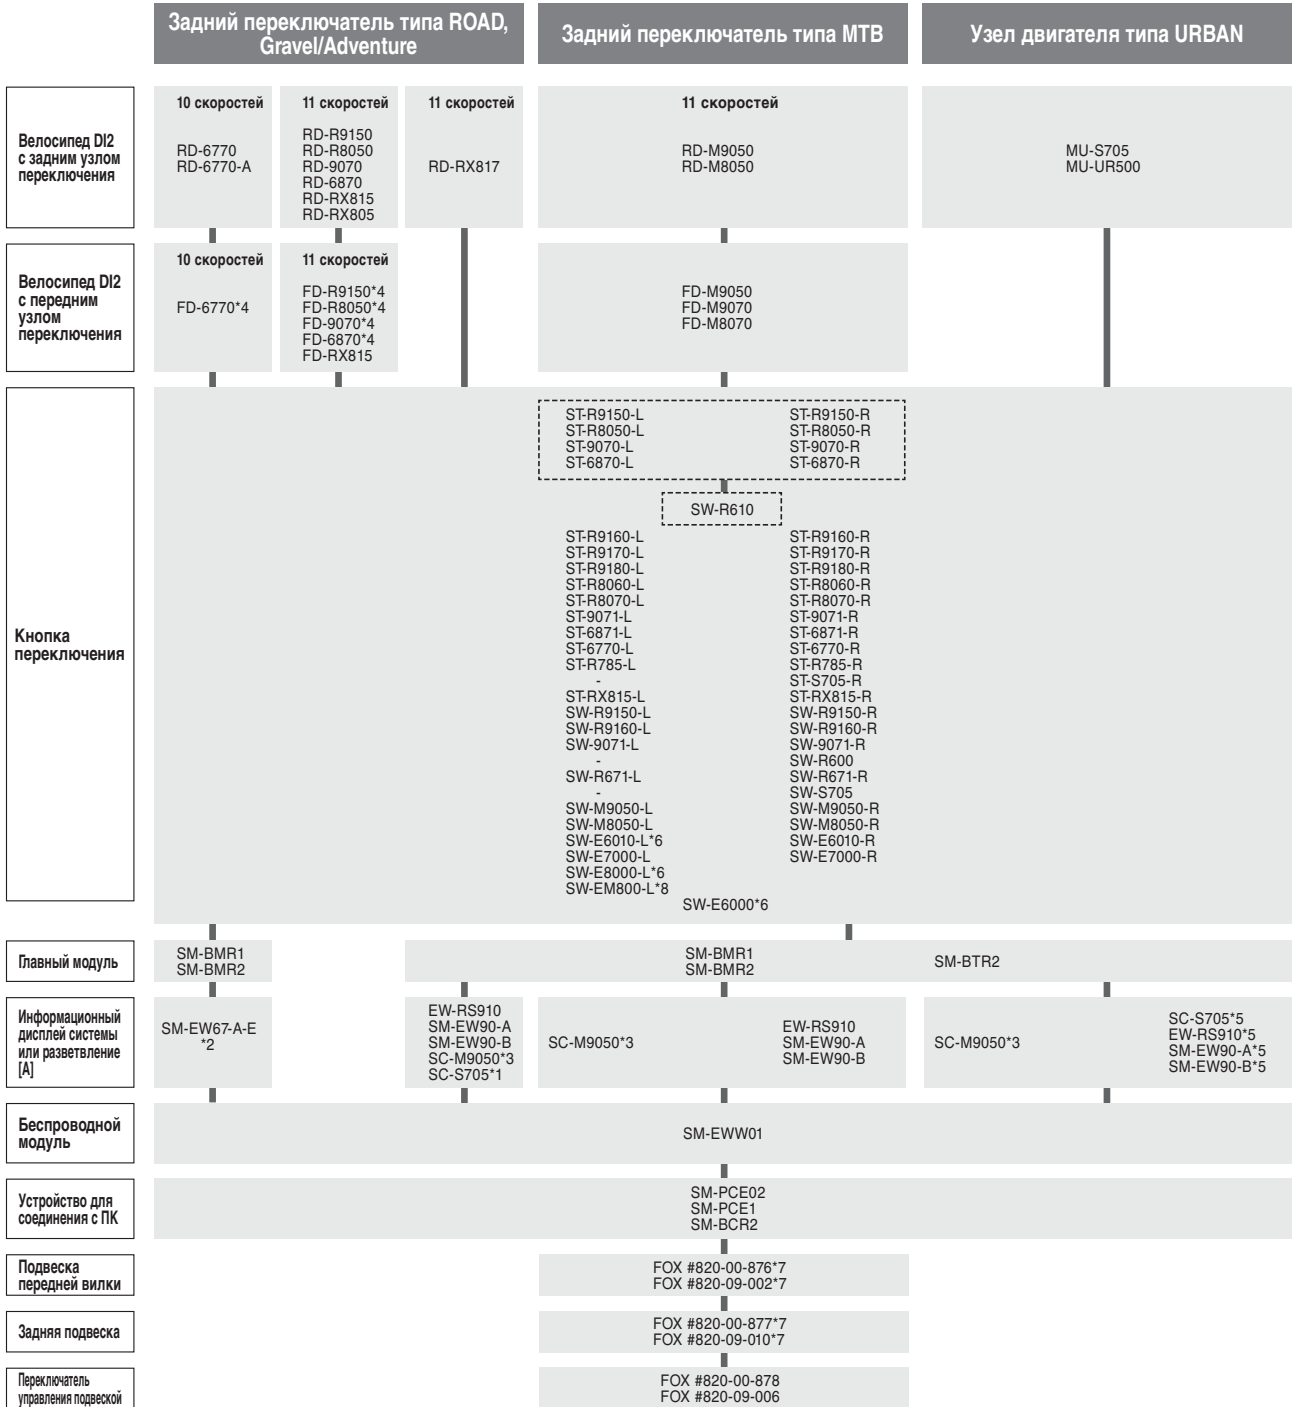 Задний переключатель типа ROAD,
Gravel/Adventure
Задний переключатель типа MTB
Узел двигателя типа URBAN
Велосипед DI2
с задним узлом
переключения
10 скоростей
RD-6770
RD-6770-A
11 скоростей
RD-R9150
RD-R8050
RD-9070
RD-6870
RD-RX815
RD-RX805
11 скоростей
RD-RX817
11 скоростей
RD-M9050
RD-M8050
MU-S705
MU-UR500
Велосипед DI2
с передним
узлом
переключения
10 скоростей
FD-6770*4
11 скоростей
FD-R9150*4
FD-R8050*4
FD-9070*4
FD-6870*4
FD-RX815
FD-M9050
FD-M9070
FD-M8070
Кнопка
переключения
ST-R9150-L ST-R9150-R
ST-R8050-L ST-R8050-R
ST-9070-L ST-9070-R
ST-6870-L ST-6870-R
SW-R610
ST-R9160-L ST-R9160-R
ST-R9170-L ST-R9170-R
ST-R9180-L ST-R9180-R
ST-R8060-L ST-R8060-R
ST-R8070-L ST-R8070-R
ST-9071-L ST-9071-R
ST-6871-L ST-6871-R
ST-6770-L ST-6770-R
ST-R785-L ST-R785-R
- ST-S705-R
ST-RX815-L ST-RX815-R
SW-R9150-L SW-R9150-R
SW-R9160-L SW-R9160-R
SW-9071-L SW-9071-R
- SW-R600
SW-R671-L SW-R671-R
- SW-S705
SW-M9050-L SW-M9050-R
SW-M8050-L SW-M8050-R
SW-E6010-L*6 SW-E6010-R
SW-E7000-L SW-E7000-R
SW-E8000-L*6
SW-EM800-L*8
SW-E6000*6
Главный модуль
SM-BMR1
SM-BMR2
SM-BMR1
SM-BMR2
SM-BTR2
Информационный
дисплей системы
или разветвление
[A]
SM-EW67-A-E
*2
EW-RS910
SM-EW90-A
SM-EW90-B
SC-M9050*3
SC-S705*1
SC-M9050*3
EW-RS910
SM-EW90-A
SM-EW90-B
SC-M9050*3
SC-S705*5
EW-RS910*5
SM-EW90-A*5
SM-EW90-B*5
Беспроводной
модуль
SM-EWW01
Устройство для
соединения с ПК
SM-PCE02
SM-PCE1
SM-BCR2
Подвеска
передней вилки
FOX #820-00-876*7
FOX #820-09-002*7
Задняя подвеска
FOX #820-00-877*7
FOX #820-09-010*7
Переключатель
управления подвеской
FOX #820-00-878
FOX #820-09-006